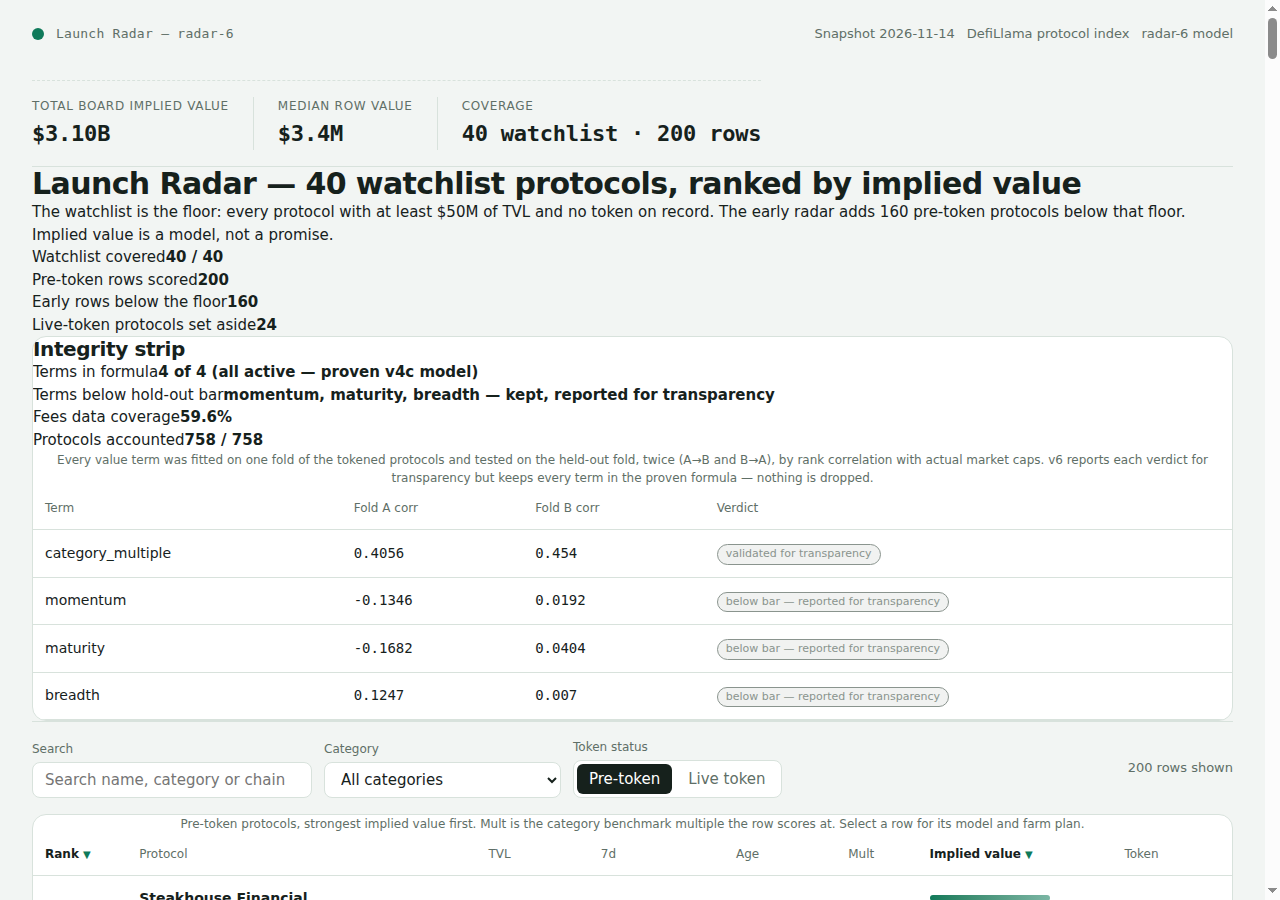 Launch Radar — radar-6
Snapshot 2026-11-14 DefiLlama protocol index radar-6 model
TOTAL BOARD IMPLIED VALUE
$3.10B
MEDIAN ROW VALUE
$3.4M
COVERAGE
40 watchlist · 200 rows
Launch Radar — 40 watchlist protocols, ranked by implied value
The watchlist is the floor: every protocol with at least $50M of TVL and no token on record. The early radar adds 160 pre-token protocols below that floor.
Implied value is a model, not a promise.
Watchlist covered40 / 40
Pre-token rows scored200
Early rows below the floor160
Live-token protocols set aside24
Integrity strip
Terms in formula4 of 4 (all active — proven v4c model)
Terms below hold-out barmomentum, maturity, breadth — kept, reported for transparency
Fees data coverage59.6%
Protocols accounted758 / 758
Every value term was fitted on one fold of the tokened protocols and tested on the held-out fold, twice (A→B and B→A), by rank correlation with actual market caps. v6 reports each verdict for
transparency but keeps every term in the proven formula — nothing is dropped.
Term Fold A corr Fold B corr Verdict
category_multiple 0.4056 0.454 validated for transparency
momentum -0.1346 0.0192 below bar — reported for transparency
maturity -0.1682 0.0404 below bar — reported for transparency
breadth 0.1247 0.007 below bar — reported for transparency
Search
Search name, category or chain
Category
All categories
Token status
Pre-token Live token
200 rows shown
Pre-token protocols, strongest implied value first. Mult is the category benchmark multiple the row scores at. Select a row for its model and farm plan.
Rank ▼ Protocol TVL 7d Age Mult Implied value ▼ Token
Steakhouse Financial